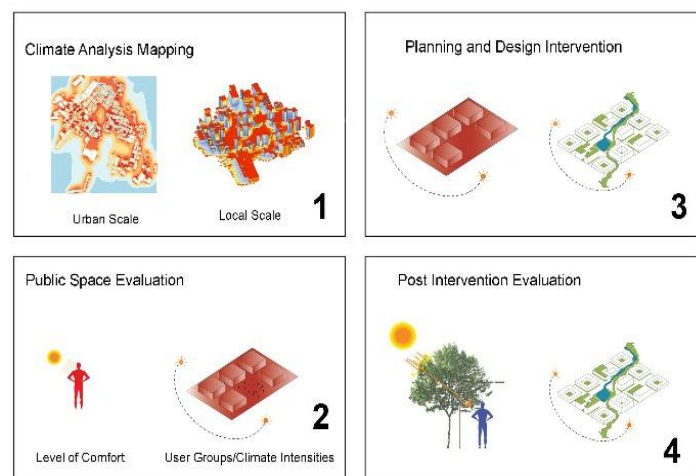 Climate Analysis Mapping
Urban Scale
Local Scale
1
Public Space Evaluation
Level of Comfort
User Groups/Climate Intensities
2
Planning and Design Intervention
3
Post Intervention Evaluation
4